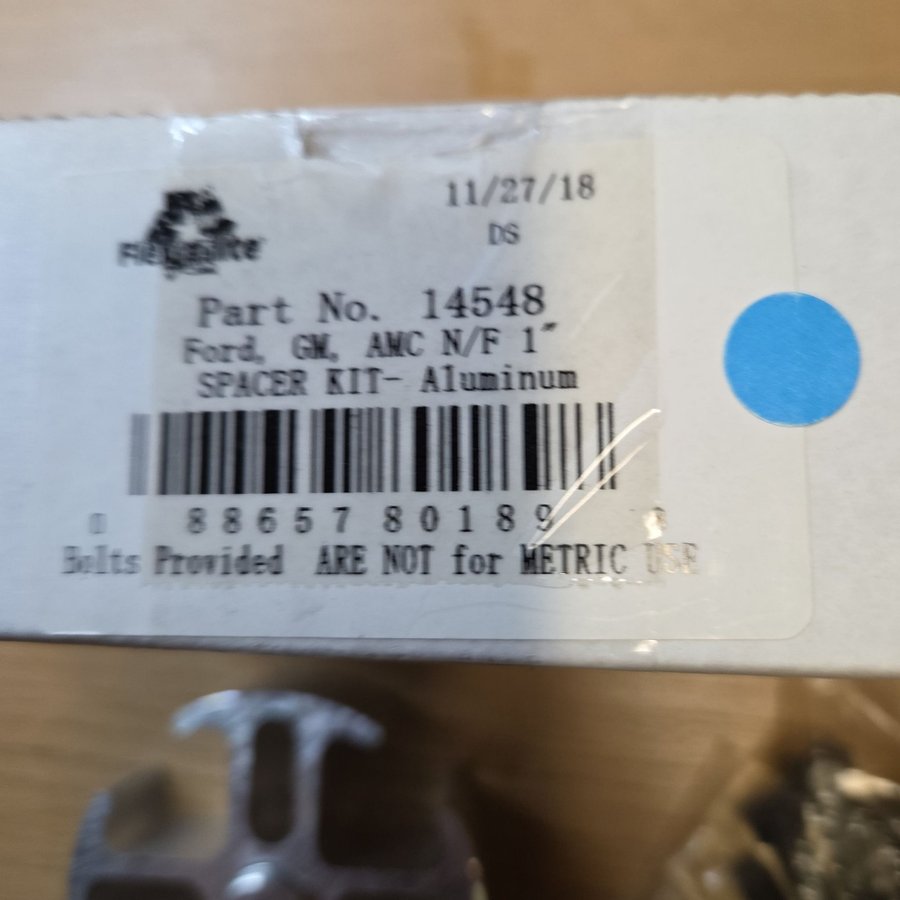 11/27/18
DS
Part No. 14548
Ford, GM, AMC N/F 1"
SPACER KIT- Aluminum
0 88657 80189 8
Bolts Provided ARE NOT for METRIC USE